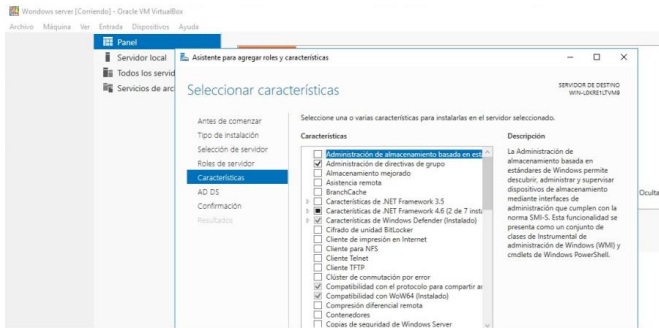 Wondows server [Corriendo] - Oracle VM VirtualBox
Archivo Máquina Ver Entrada Dispositivos Ayuda
Panel
Servidor local
Todos los servid
Servicios de arc
Asistente para agregar roles y características
Seleccionar características
SERVIDOR DE DESTINO
Antes de comenzar
Tipo de instalación
Selección de servidor
Roles de servidor
Características
AD DS
Confirmación
Resultados
Seleccione una o varias características para instalarlas en el servidor seleccionado.
Características
Administración de almacenamiento basada en est
Administración de directivas de grupo
Almacenamiento mejorado
Asistencia remota
BranchCache
Características de .NET Framework 3.5
Características de .NET Framework 4.6 (2 de 7 insta
Características de Windows Defender (Instalado)
Cifrado de unidad BitLocker
Cliente de impresión en Internet
Cliente para NFS
Cliente Telnet
Cliente TFTP
Clúster de conmutación por error
Compatibilidad con el protocolo para compartir ar
Compatibilidad con WoW64 (Instalado)
Compresión diferencial remota
Contenedores
Copias de seguridad de Windows Server
Descripción
La Administración de
almacenamiento basada en
estándares de Windows permite
descubrir, administrar y supervisar
dispositivos de almacenamiento
mediante interfaces de
administración que cumplen con la
norma SMI-S. Esta funcionalidad se
presenta como un conjunto de
clases de Instrumental de
administración de Windows (WMI) y
cmdlets de Windows PowerShell.
Oculta